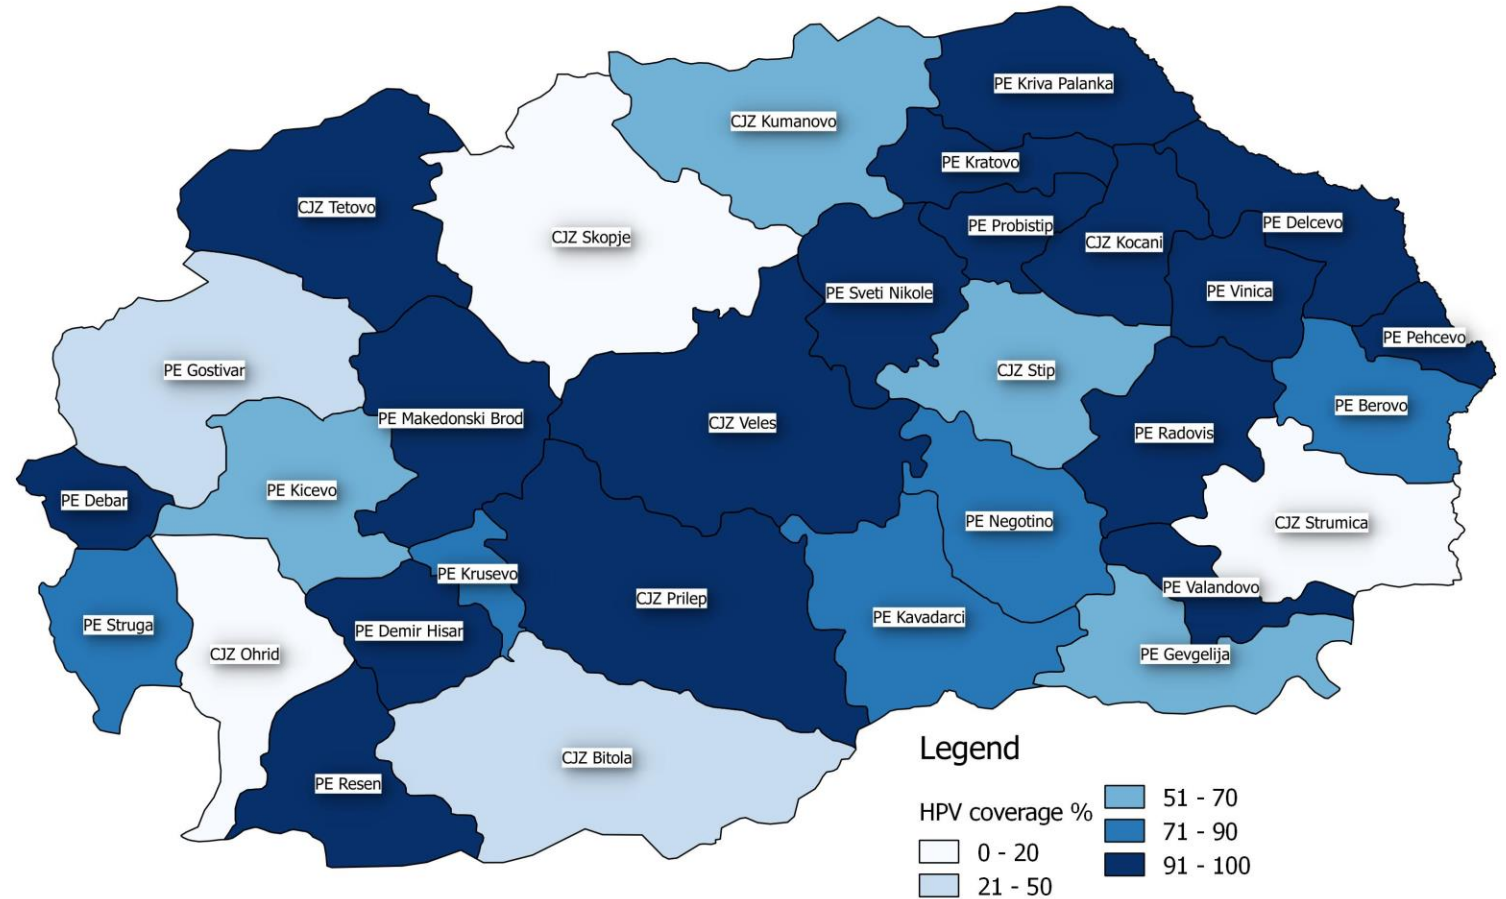 PE Kriva Palanka
CJZ Kumanovo
PE Kratovo
CJZ Tetovo
PE Delcevo
PE Probistip
CJZ Skopje
CJZ Kocani
PE Sveti Nikole
PE Vinica
PE Pehcevo
PE Gostivar
CJZ Stip
PE Berovo
PE Makedonski Brod
CJZ Veles
PE Radovis
PE Kicevo
PE Debar
PE Negotino
CJZ Strumica
PE Krusevo
PE Valandovo
CJZ Prilep
PE Kavadarci
PE Struga
PE Demir Hisar
CJZ Ohrid
PE Gevgelija
CJZ Bitola
PE Resen
Legend
HPV coverage %
0 - 20
21 - 50
51 - 70
71 - 90
91 - 100